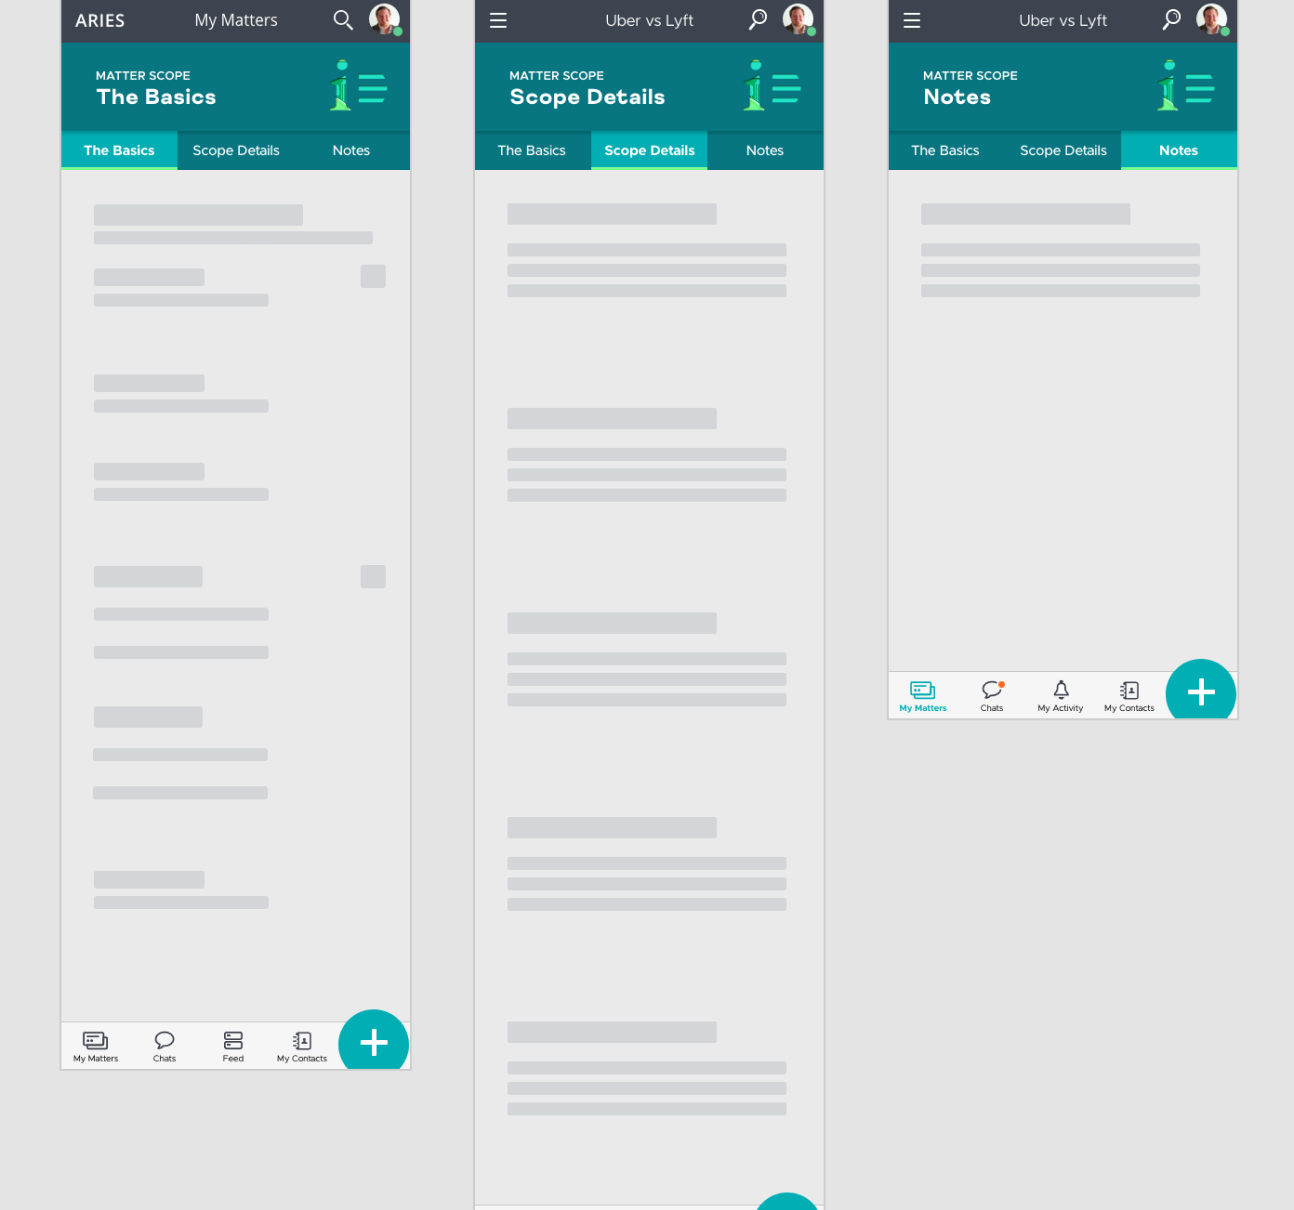 ARIES My Matters
MATTER SCOPE
The Basics
The Basics Scope Details Notes
My Matters Chats Feed My Contacts
Uber vs Lyft
MATTER SCOPE
Scope Details
The Basics Scope Details Notes
Uber vs Lyft
MATTER SCOPE
Notes
The Basics Scope Details Notes
My Matters Chats My Activity My Contacts